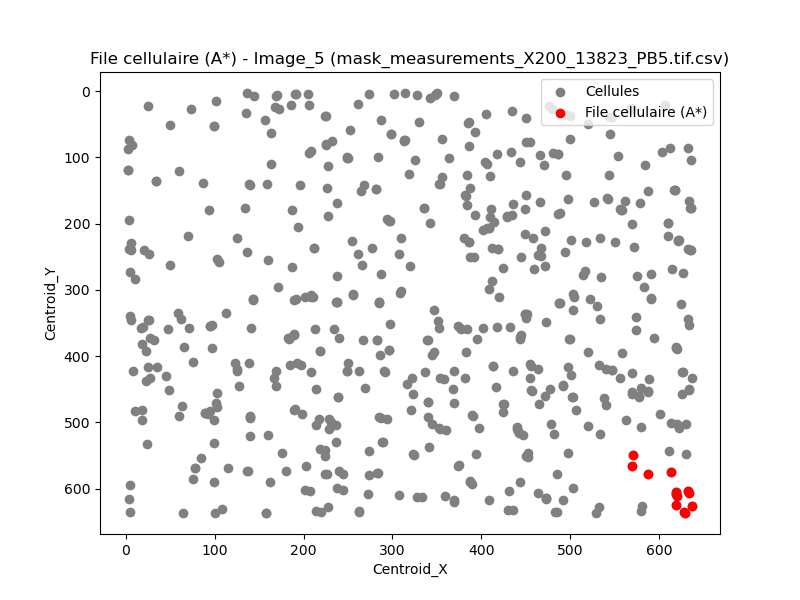 File cellulaire (A*) - Image_5 (mask_measurements_X200_13823_PB5.tif.csv)
Cellules
File cellulaire (A*)
Centroid_Y
0
100
200
300
400
500
600
0 100 200 300 400 500 600
Centroid_X